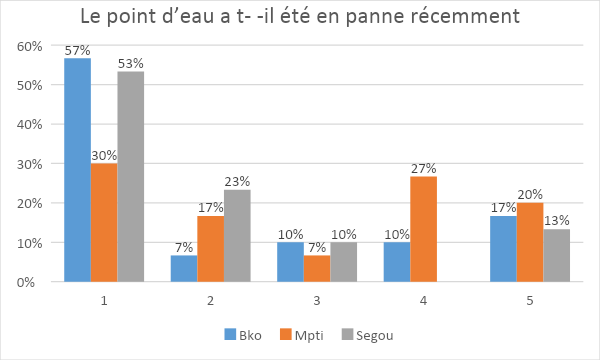 Le point d’eau a t- -il été en panne récemment
60%
50%
40%
30%
20%
10%
0%
57% 30% 53%
7% 17% 23%
10% 7% 10%
10% 27%
17% 20% 13%
1 2 3 4 5
Bko Mpti Segou